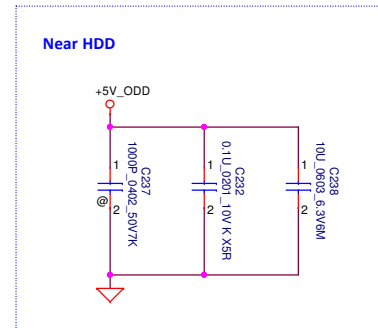 Near HDD
+5V_ODD
1
C237
1000P_0402_50V7K
@
2
1
C232
0.1U_0201_10V K X5R
2
1
C238
10U_0603_6.3V6M
2